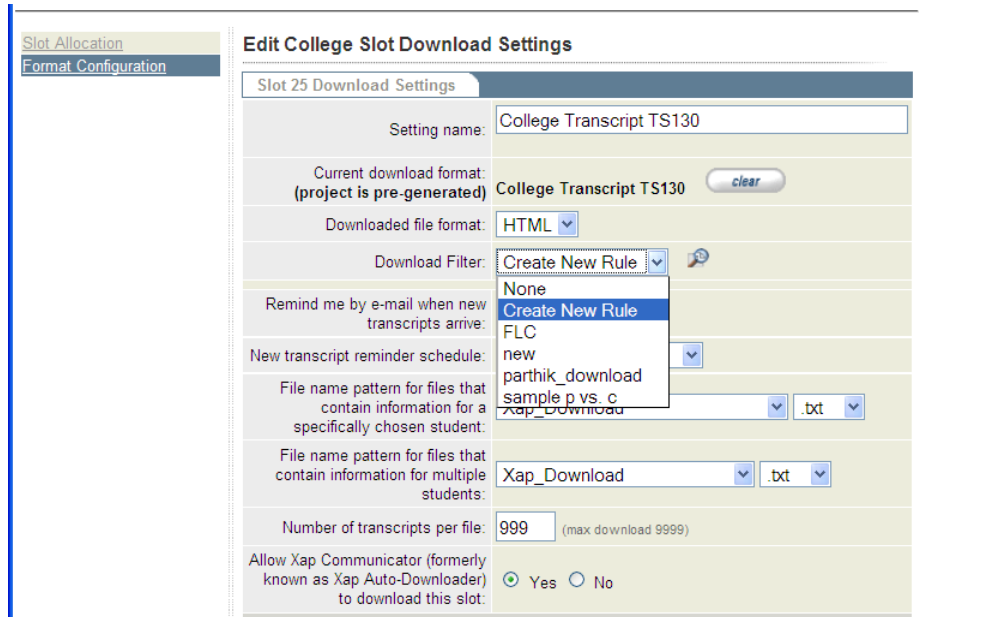 Slot Allocation
Format Configuration
Edit College Slot Download Settings
Slot 25 Download Settings
Setting name: College Transcript TS130
Current download format:
(project is pre-generated) College Transcript TS130 clear
Downloaded file format: HTML
Download Filter: Create New Rule
None
Create New Rule
FLC
new
parthik_download
sample p vs. c
Remind me by e-mail when new
transcripts arrive:
New transcript reminder schedule:
File name pattern for files that
contain information for a
specifically chosen student:
Xap_Download .txt
File name pattern for files that
contain information for multiple
students:
Xap_Download .txt
Number of transcripts per file: 999 (max download 9999)
Allow Xap Communicator (formerly
known as Xap Auto-Downloader)
to download this slot:
Yes No